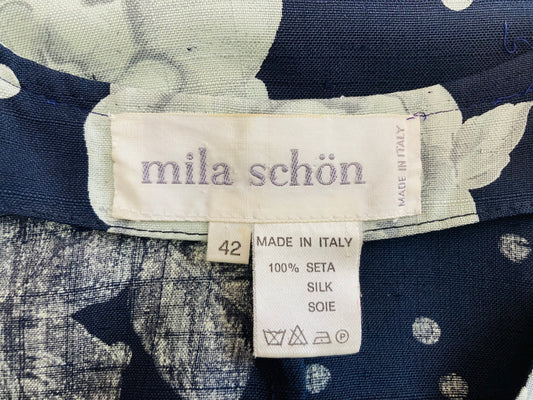 mila schön
MADE IN ITALY
42
MADE IN ITALY
100% SETA
SILK
SOIE
P